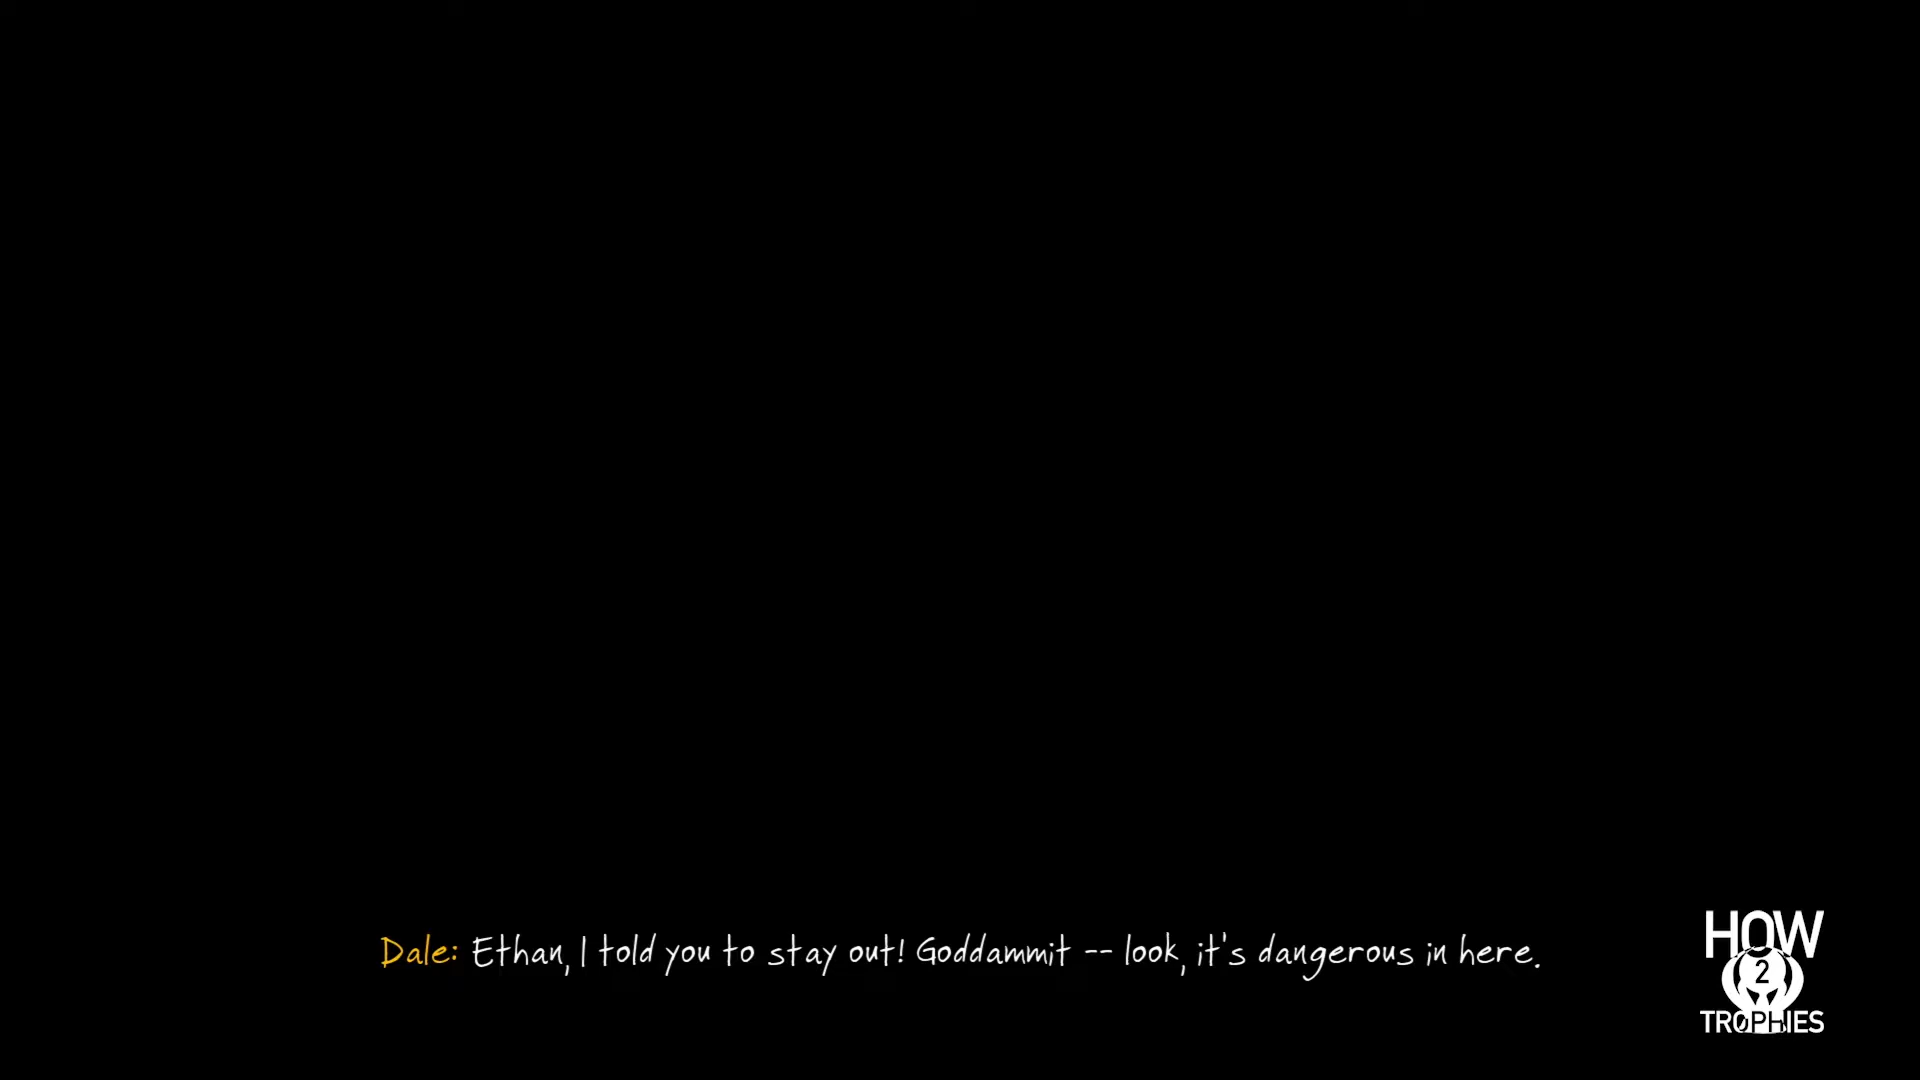 Dale: Ethan, I told you to stay out! Goddammit -- look, it's dangerous in here.
HOW
2
TROPHIES